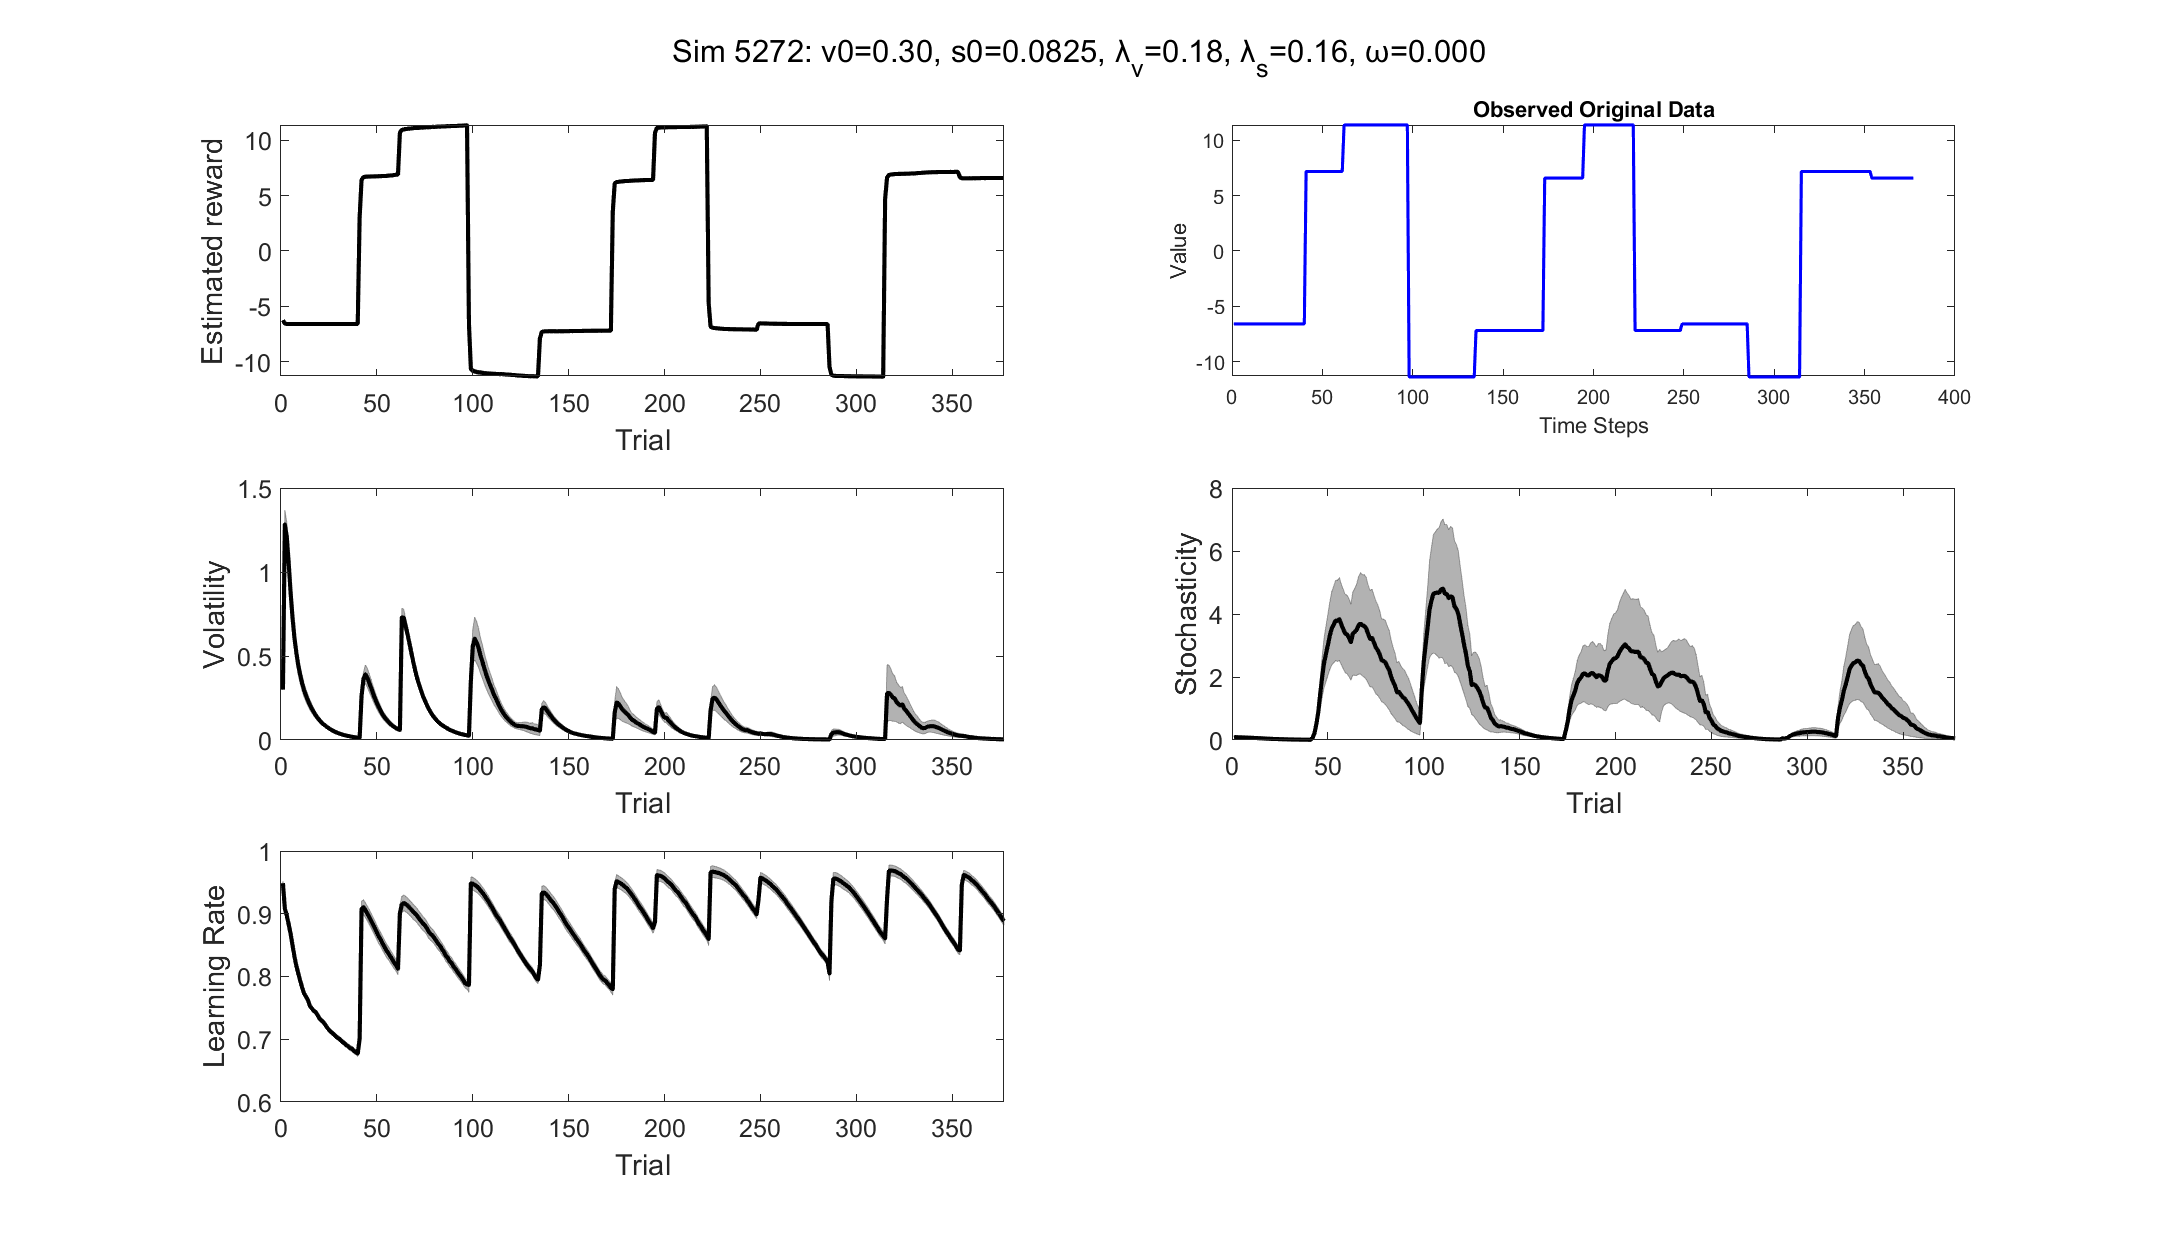 Sim 5272: v0=0.30, s0=0.0825, λ_v=0.18, λ_s=0.16, ω=0.000
Estimated reward
10
5
0
-5
-10
0 50 100 150 200 250 300 350
Trial
Observed Original Data
Value
10
5
0
-5
-10
0 50 100 150 200 250 300 350 400
Time Steps
Volatility
1.5
1
0.5
0
0 50 100 150 200 250 300 350
Trial
Stochasticity
8
6
4
2
0
0 50 100 150 200 250 300 350
Trial
Learning Rate
1
0.9
0.8
0.7
0.6
0 50 100 150 200 250 300 350
Trial